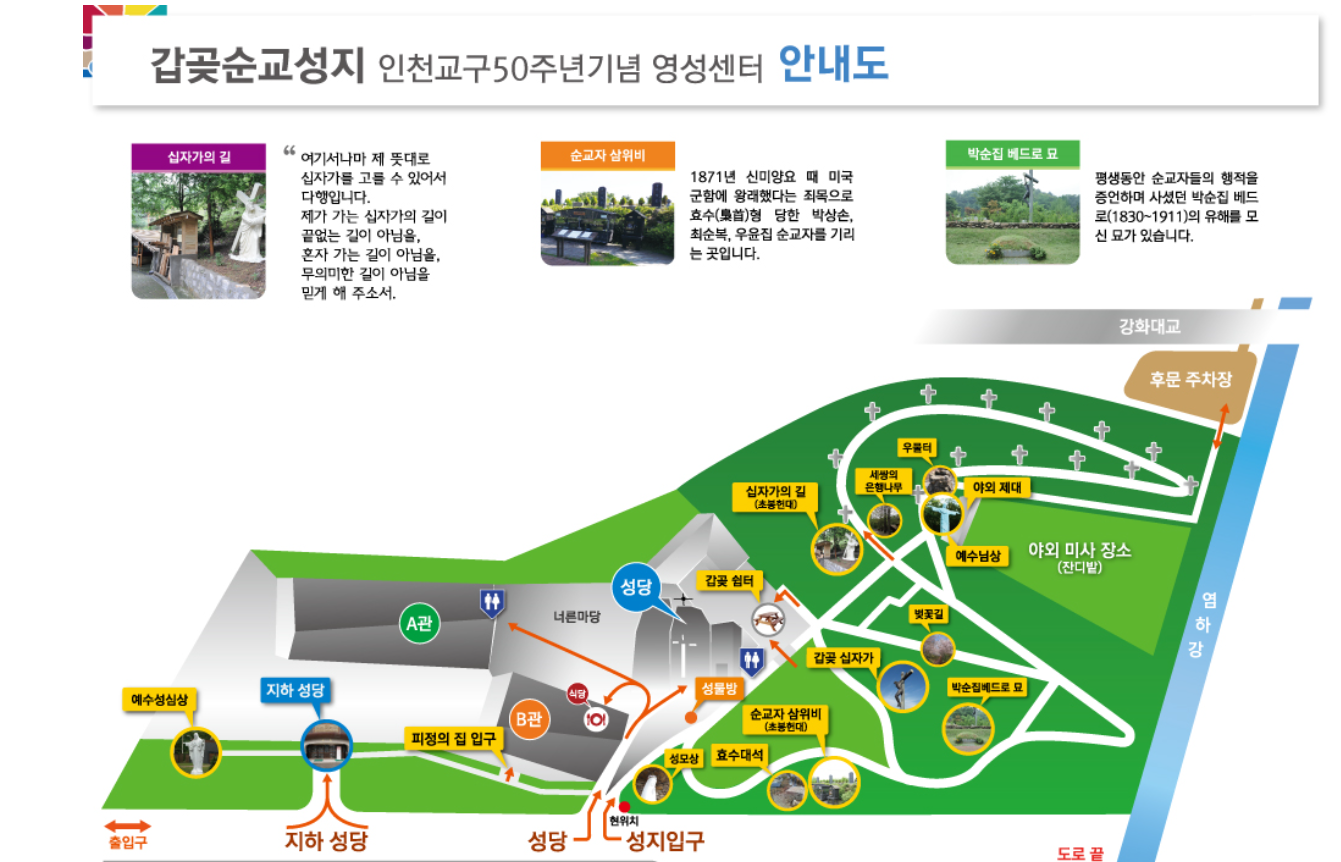 갑곶순교성지 인천교구50주년기념 영성센터 안내도
십자가의 길
“ 여기서나마 제 뜻대로
십자가를 고를 수 있어서
다행입니다.
제가 가는 십자가의 길이
끝없는 길이 아님을,
혼자 가는 길이 아님을,
무의미한 길이 아님을
믿게 해 주소서.
순교자 삼위비
1871년 신미양요 때 미국
군함에 왕래했다는 죄목으로
효수(梟首)형 당한 박상손,
최순복, 우윤집 순교자를 기리
는 곳입니다.
박순집 베드로 묘
평생동안 순교자들의 행적을
증언하며 사셨던 박순집 베드
로(1830~1911)의 유해를 모
신 묘가 있습니다.
강화대교
후문 주차장
우물터
세쌍의
은행나무
십자가의 길
(초봉헌대)
야외 제대
예수님상
야외 미사 장소
(잔디밭)
염
하
강
성당
갑곶 쉼터
너른마당
A관
벚꽃길
갑곶 십자가
박순집베드로 묘
예수성심상
지하 성당
식당
B관
성물방
순교자 삼위비
(초봉헌대)
피정의 집 입구
성모상
효수대석
현위치
출입구
지하 성당
성당
성지입구
도로 끝